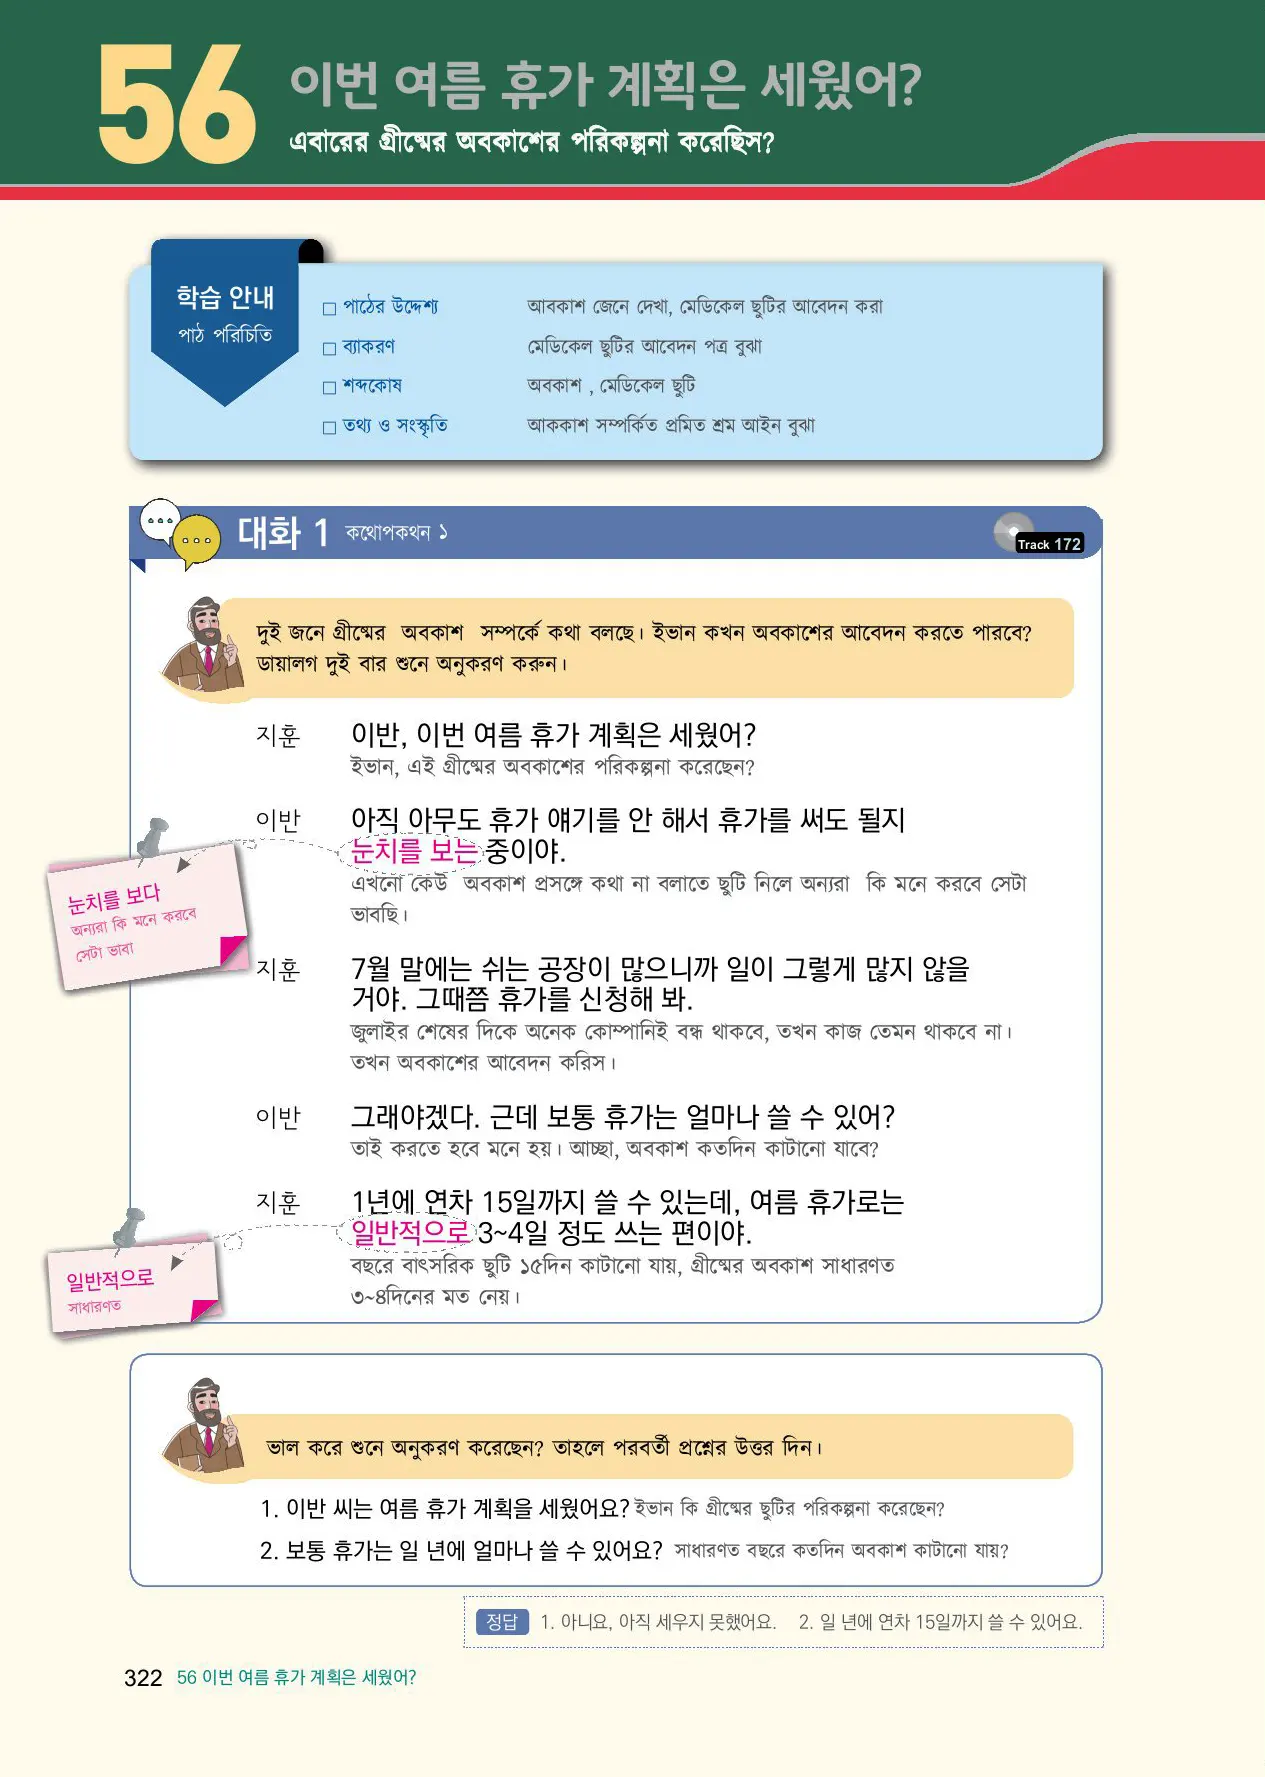 56
이번 여름 휴가 계획은 세웠어?
এবারের গ্রীষ্মের অবকাশের পরিকল্পনা করেছিস?
학습 안내
পাঠ পরিচিতি
□ পাঠের উদ্দেশ্য আবকাশ জেনে দেখা, মেডিকেল ছুটির আবেদন করা
□ ব্যাকরণ মেডিকেল ছুটির আবেদন পত্র বুঝা
□ শব্দকোষ অবকাশ , মেডিকেল ছুটি
□ তথ্য ও সংস্কৃতি আককাশ সম্পর্কিত প্রমিত শ্রম আইন বুঝা
대화 1 কথোপকথন ১
Track 172
দুই জনে গ্রীষ্মের অবকাশ সম্পর্কে কথা বলছে। ইভান কখন অবকাশের আবেদন করতে পারবে?
ডায়ালগ দুই বার শুনে অনুকরণ করুন।
지훈 이반, 이번 여름 휴가 계획은 세웠어?
ইভান, এই গ্রীষ্মের অবকাশের পরিকল্পনা করেছেন?
이반 아직 아무도 휴가 얘기를 안 해서 휴가를 써도 될지
눈치를 보는 중이야.
এখনো কেউ অবকাশ প্রসঙ্গে কথা না বলাতে ছুটি নিলে অন্যরা কি মনে করবে সেটা
ভাবছি।
눈치를 보다
অন্যরা কি মনে করবে
সেটা ভাবা
지훈 7월 말에는 쉬는 공장이 많으니까 일이 그렇게 많지 않을
거야. 그때쯤 휴가를 신청해 봐.
জুলাইর শেষের দিকে অনেক কোম্পানিই বন্ধ থাকবে, তখন কাজ তেমন থাকবে না।
তখন অবকাশের আবেদন করিস।
이반 그래야겠다. 근데 보통 휴가는 얼마나 쓸 수 있어?
তাই করতে হবে মনে হয়। আচ্ছা, অবকাশ কতদিন কাটানো যাবে?
지훈 1년에 연차 15일까지 쓸 수 있는데, 여름 휴가로는
일반적으로 3~4일 정도 쓰는 편이야.
বছরে বাৎসরিক ছুটি ১৫দিন কাটানো যায়, গ্রীষ্মের অবকাশ সাধারণত
৩~৪দিনের মত নেয়।
일반적으로
সাধারণত
ভাল করে শুনে অনুকরণ করেছেন? তাহলে পরবর্তী প্রশ্নের উত্তর দিন।
1. 이반 씨는 여름 휴가 계획을 세웠어요? ইভান কি গ্রীষ্মের ছুটির পরিকল্পনা করেছেন?
2. 보통 휴가는 일 년에 얼마나 쓸 수 있어요? সাধারণত বছরে কতদিন অবকাশ কাটানো যায়?
정답 1. 아니요, 아직 세우지 못했어요. 2. 일 년에 연차 15일까지 쓸 수 있어요.
322 56 이번 여름 휴가 계획은 세웠어?